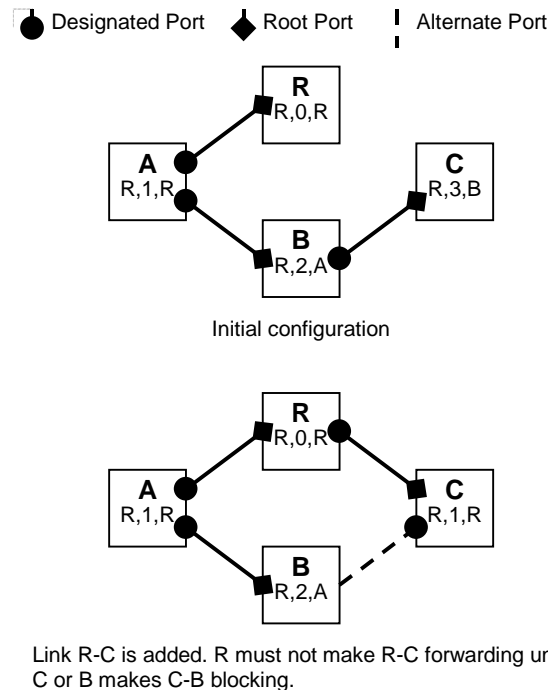 Designated Port Root Port Alternate Port
R
R,0,R
A
R,1,R
C
R,3,B
B
R,2,A
Initial configuration
R
R,0,R
A
R,1,R
C
R,1,R
B
R,2,A
Link R-C is added. R must not make R-C forwarding
C or B makes C-B blocking.